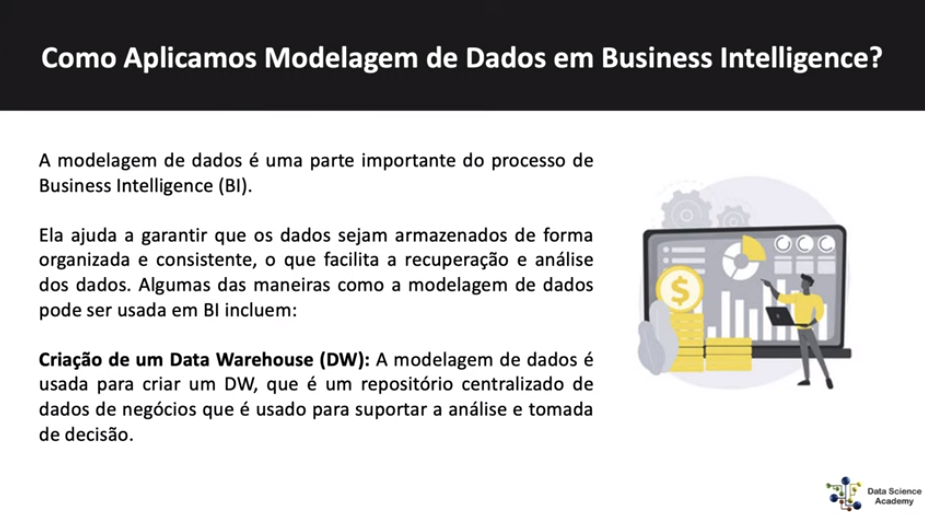 Como Aplicamos Modelagem de Dados em Business Intelligence?
A modelagem de dados é uma parte importante do processo de
Business Intelligence (BI).
Ela ajuda a garantir que os dados sejam armazenados de forma
organizada e consistente, o que facilita a recuperação e análise
dos dados. Algumas das maneiras como a modelagem de dados
pode ser usada em BI incluem:
Criação de um Data Warehouse (DW): A modelagem de dados é
usada para criar um DW, que é um repositório centralizado de
dados de negócios que é usado para suportar a análise e tomada
de decisão.
$
Data Science
Academy